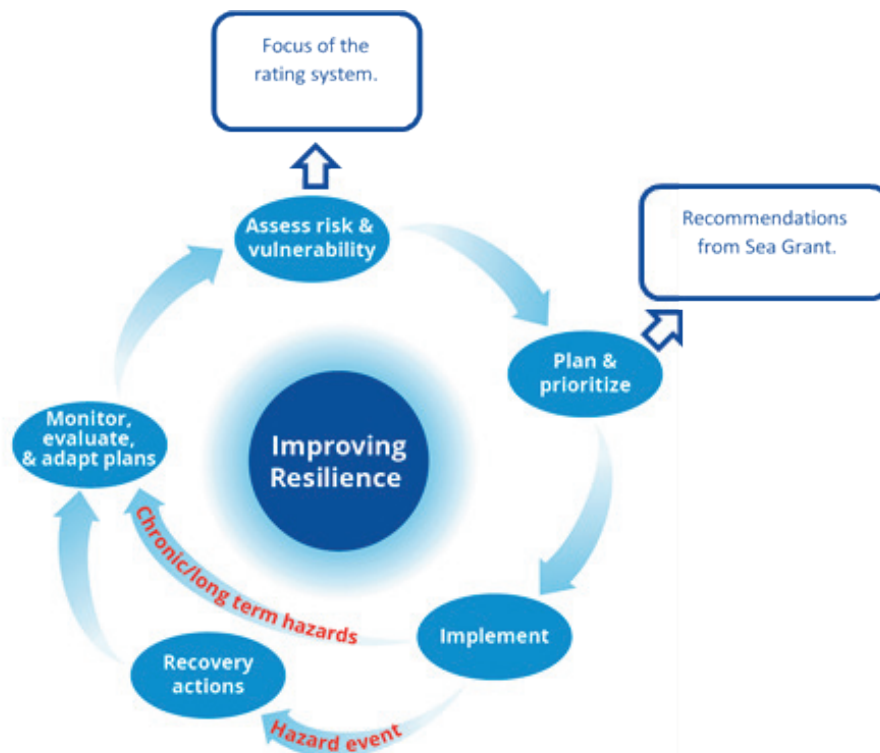 Focus of the
rating system.
Assess risk &
vulnerability
Recommendations
from Sea Grant.
Plan &
prioritize
Monitor,
evaluate,
& adapt plans
Improving
Resilience
Chronic/long term hazards
Implement
Recovery
actions
Hazard event